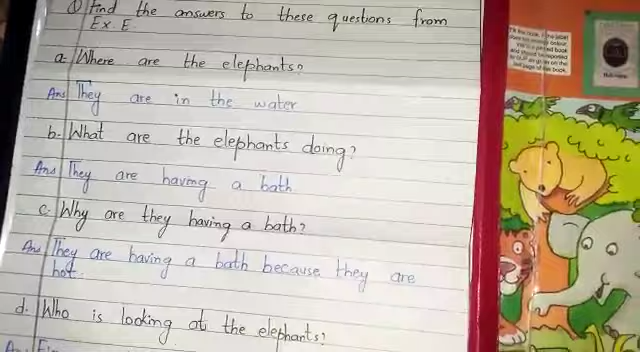 ① Find the answers to these questions from
Ex. E.
a. Where are the elephants?
Ans They are in the water
b. What are the elephants doing?
Ans They are having a bath
c. Why are they having a bath?
Ans They are having a bath because they are
hot.
d. Who is looking at the elephants?